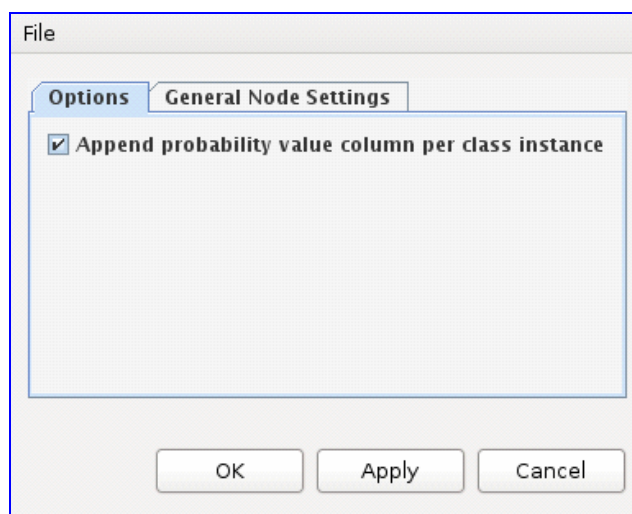 File
Options General Node Settings
Append probability value column per class instance
OK Apply Cancel